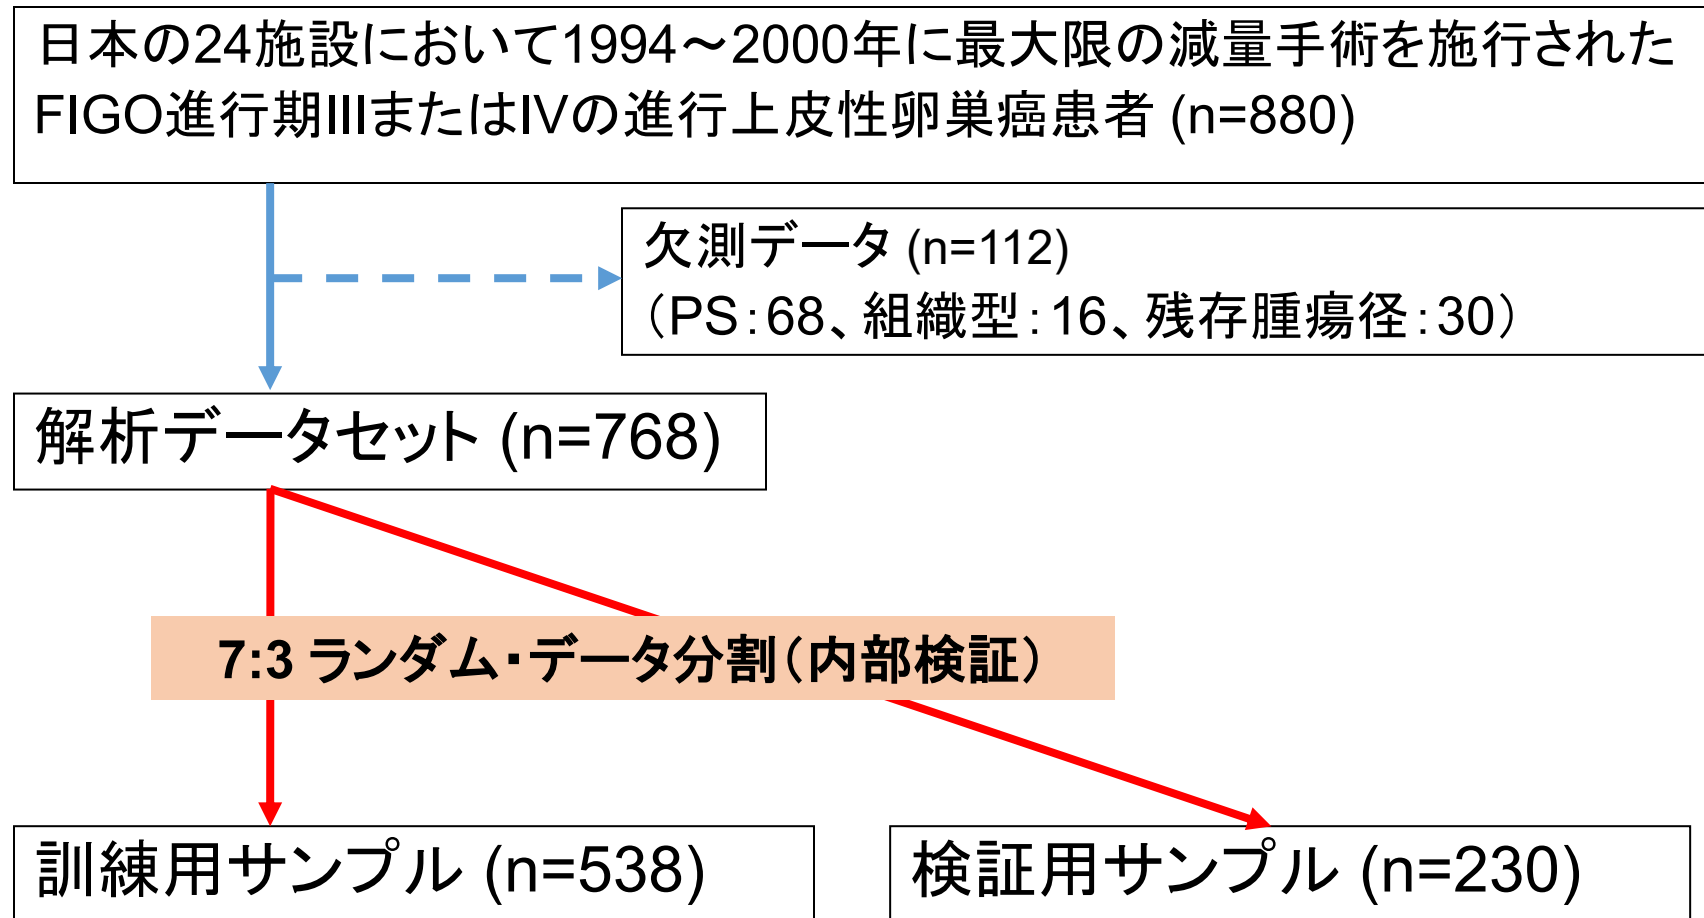 日本の24施設において1994～2000年に最大限の減量手術を施行された
FIGO進行期IIIまたはIVの進行上皮性卵巣癌患者 (n=880)
欠測データ (n=112)
（PS：68、組織型：16、残存腫瘍径：30）
解析データセット (n=768)
7:3 ランダム・データ分割（内部検証）
訓練用サンプル (n=538)
検証用サンプル (n=230)